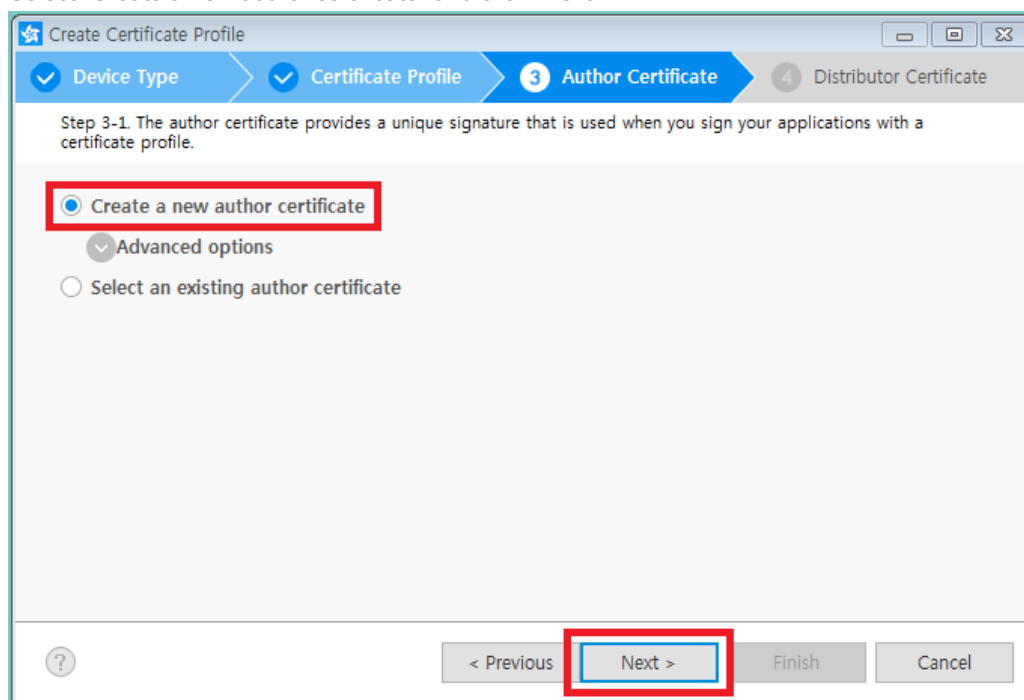 Create Certificate Profile
Device Type
Certificate Profile
3 Author Certificate
4 Distributor Certificate
Step 3-1. The author certificate provides a unique signature that is used when you sign your applications with a
certificate profile.
Create a new author certificate
Advanced options
Select an existing author certificate
?
< Previous
Next >
Finish
Cancel